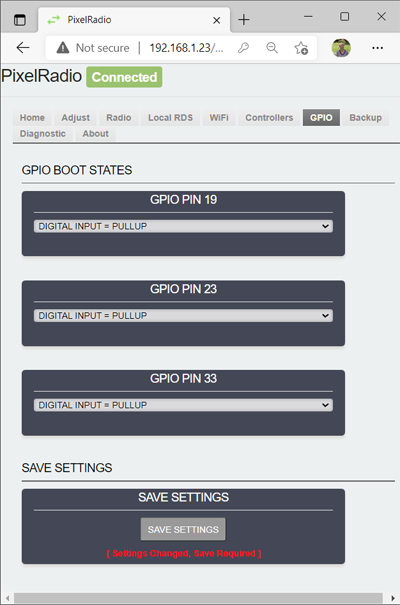 PixelRadio
Not secure | 192.168.1.23/...
PixelRadio Connected
Home Adjust Radio Local RDS WiFi Controllers GPIO Backup
Diagnostic About
GPIO BOOT STATES
GPIO PIN 19
DIGITAL INPUT = PULLUP
GPIO PIN 23
DIGITAL INPUT = PULLUP
GPIO PIN 33
DIGITAL INPUT = PULLUP
SAVE SETTINGS
SAVE SETTINGS
SAVE SETTINGS
[ Settings Changed, Save Required ]